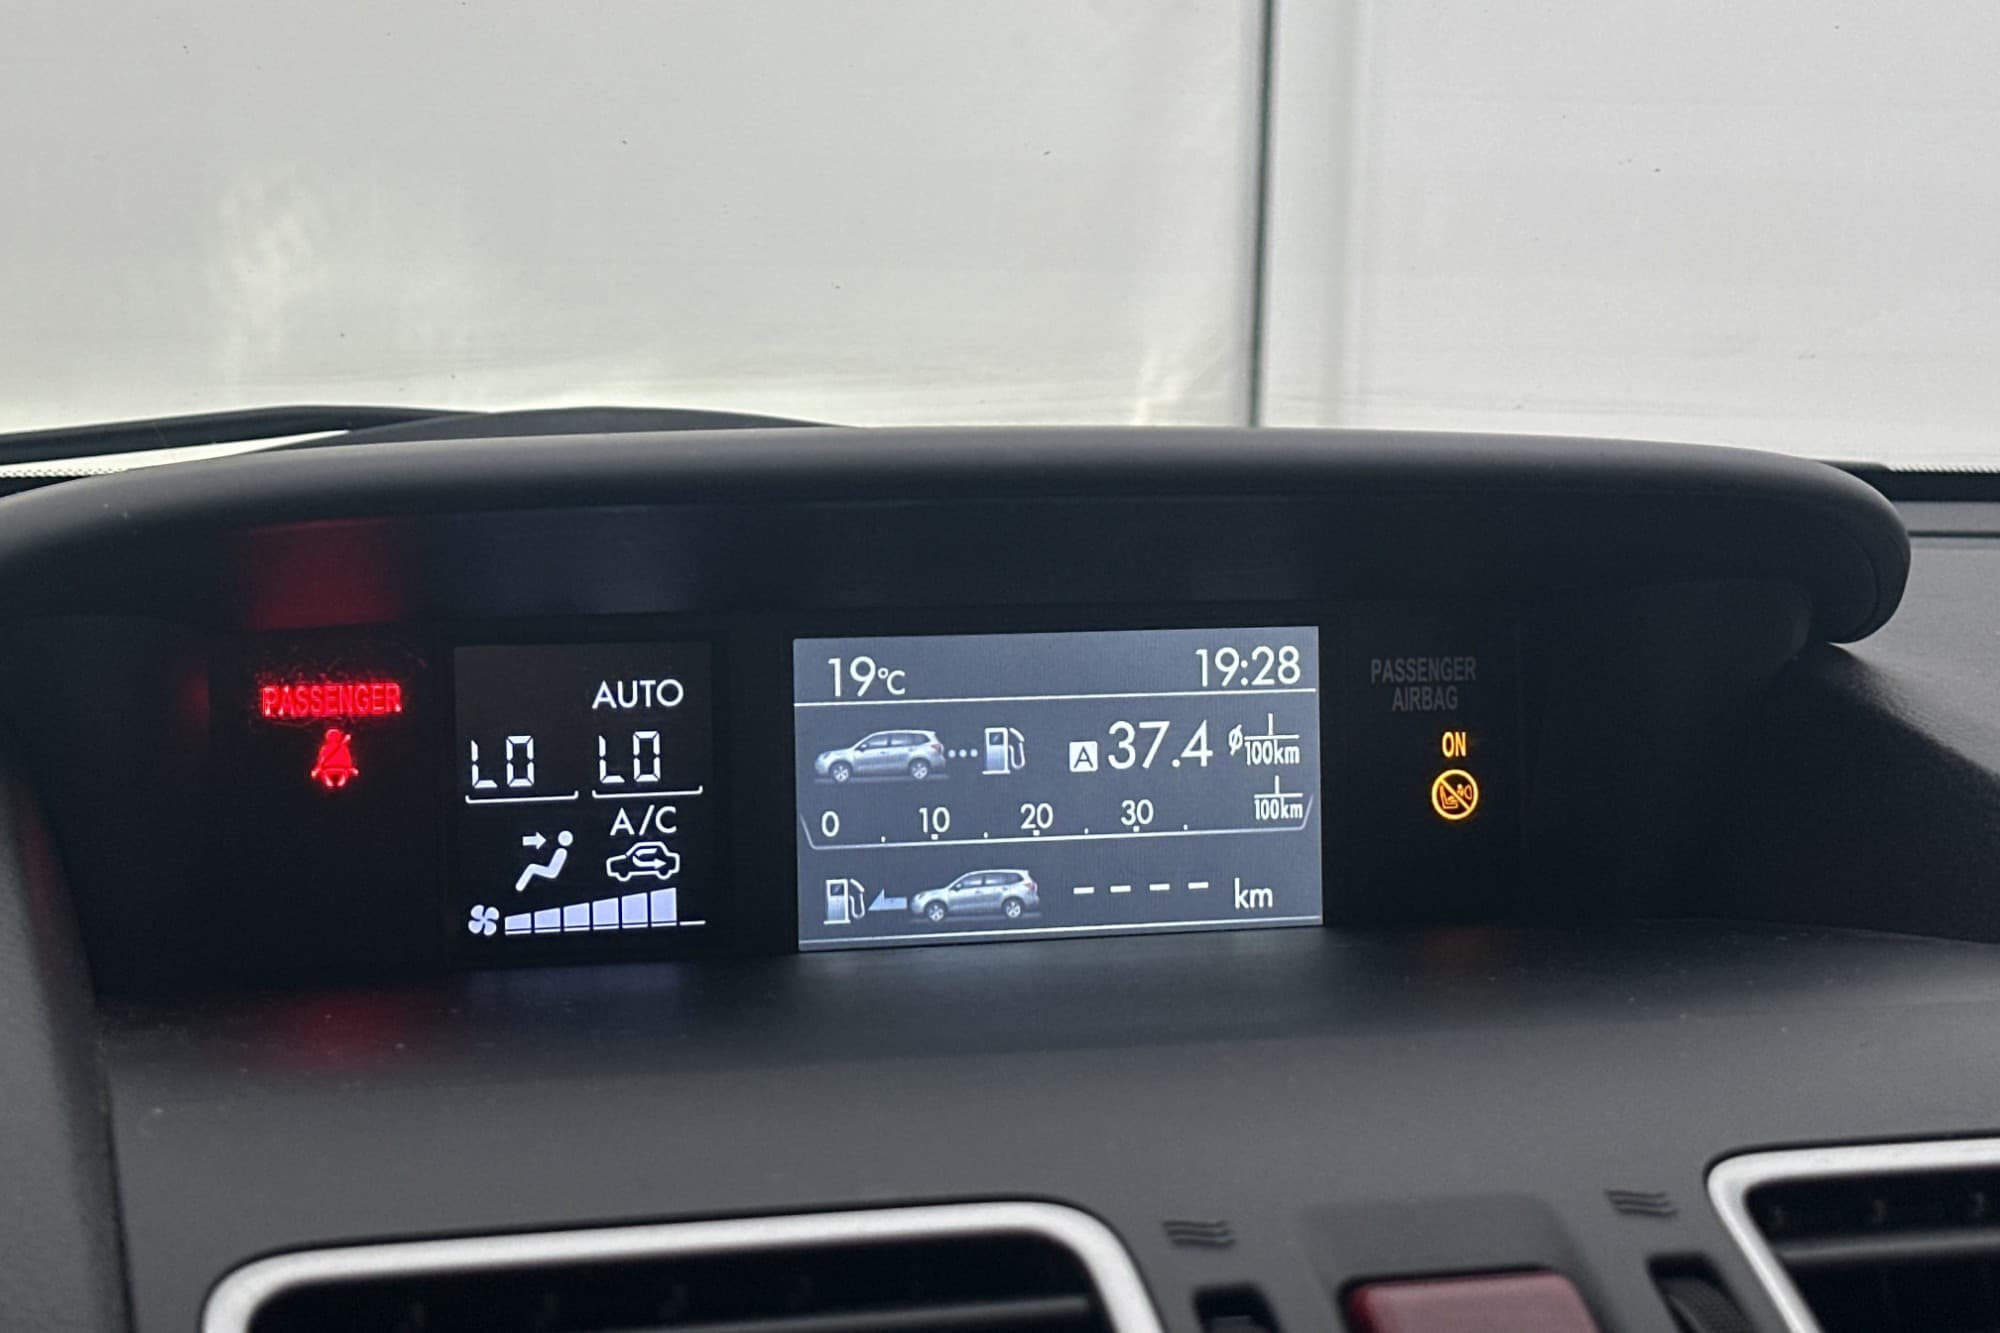 PASSENGER
AUTO
LO LO
A/C
19°C 19:28
A 37.4 Ø L/100km
0 10 20 30 L/100km
---- km
PASSENGER
AIRBAG
ON